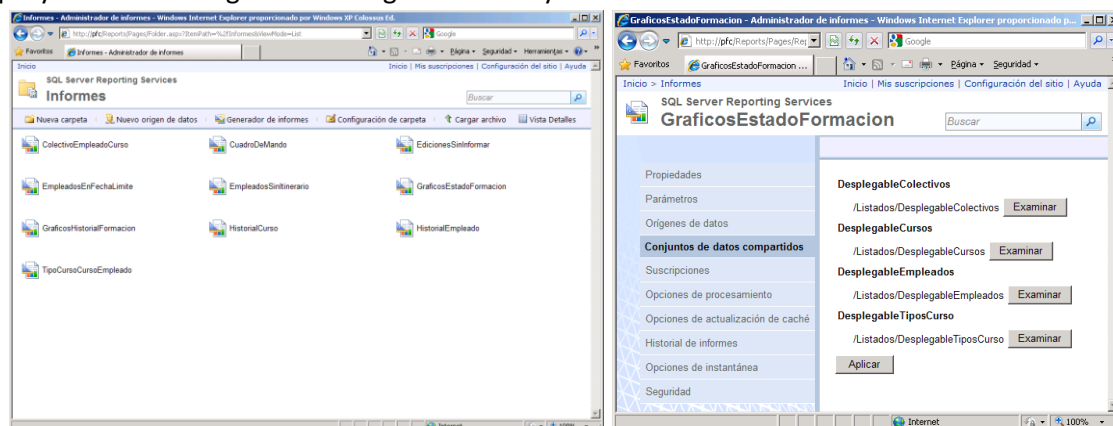 Informes - Administrador de informes - Windows Internet Explorer proporcionado por Windows XP Colossus Ed.
http://pfc/Reports/Pages/Folder.aspx?ItemPath=%2fInformes&ViewMode=List
Google
Favoritos
Informes - Administrador de informes
Página Seguridad Herramientas
Inicio
Inicio | Mis suscripciones | Configuración del sitio | Ayuda
SQL Server Reporting Services
Informes
Buscar
Nueva carpeta
Nuevo origen de datos
Generador de informes
Configuración de carpeta
Cargar archivo
Vista Detalles
ColectivoEmpleadoCurso
CuadroDeMando
EdicionesSinInformar
EmpleadosEnFechaLimite
EmpleadosSinItinerario
GraficosEstadoFormacion
GraficosHistorialFormacion
HistorialCurso
HistorialEmpleado
TipoCursoCursoEmpleado
Internet
100%
GraficosEstadoFormacion - Administrador de informes - Windows Internet Explorer proporcionado p...
http://pfc/Reports/Pages/Rep
Google
Favoritos
GraficosEstadoFormacion ...
Página Seguridad
Inicio > Informes
Inicio | Mis suscripciones | Configuración del sitio | Ayuda
SQL Server Reporting Services
GraficosEstadoFormacion
Buscar
Propiedades
Parámetros
Orígenes de datos
Conjuntos de datos compartidos
Suscripciones
Opciones de procesamiento
Opciones de actualización de caché
Historial de informes
Opciones de instantánea
Seguridad
DesplegableColectivos
/Listados/DesplegableColectivos Examinar
DesplegableCursos
/Listados/DesplegableCursos Examinar
DesplegableEmpleados
/Listados/DesplegableEmpleados Examinar
DesplegableTiposCurso
/Listados/DesplegableTiposCurso Examinar
Aplicar
Internet
100%